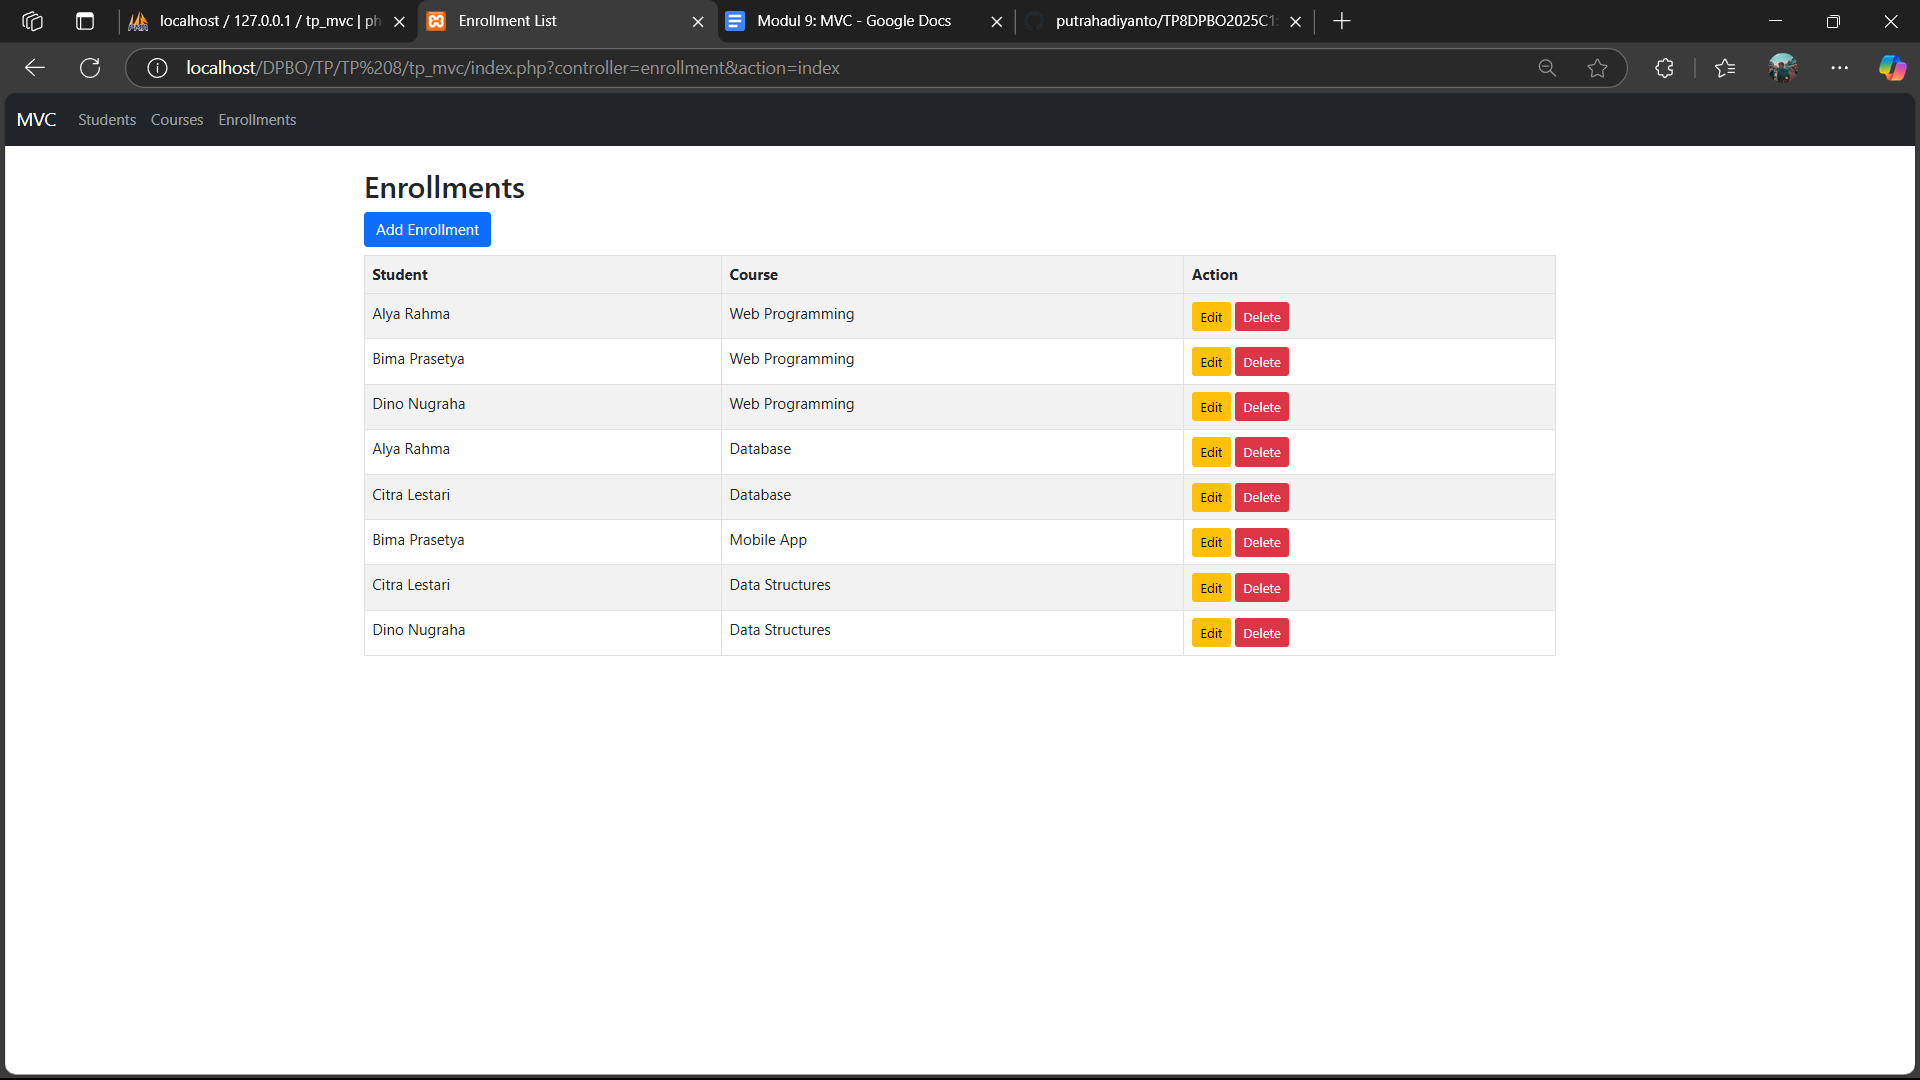 localhost / 127.0.0.1 / tp_mvc | ph
Enrollment List
Modul 9: MVC - Google Docs
putrahadiyanto/TP8DPBO2025C1:
localhost/DPBO/TP/TP%208/tp_mvc/index.php?controller=enrollment&action=index
MVC Students Courses Enrollments
Enrollments
Add Enrollment
Student Course Action
Alya Rahma Web Programming Edit Delete
Bima Prasetya Web Programming Edit Delete
Dino Nugraha Web Programming Edit Delete
Alya Rahma Database Edit Delete
Citra Lestari Database Edit Delete
Bima Prasetya Mobile App Edit Delete
Citra Lestari Data Structures Edit Delete
Dino Nugraha Data Structures Edit Delete